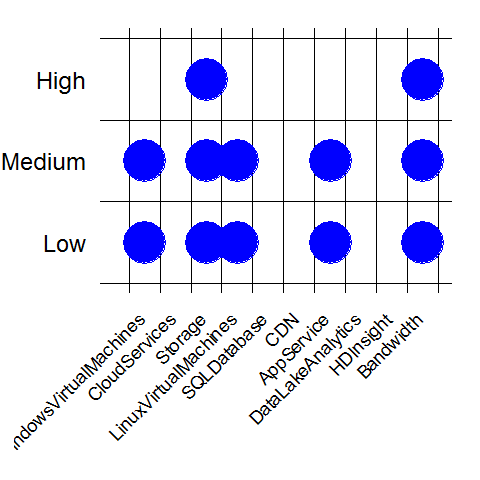 High
Medium
Low
ndowsVirtualMachines
CloudServices
Storage
LinuxVirtualMachines
SQLDatabase
CDN
AppService
DataLakeAnalytics
HDInsight
Bandwidth